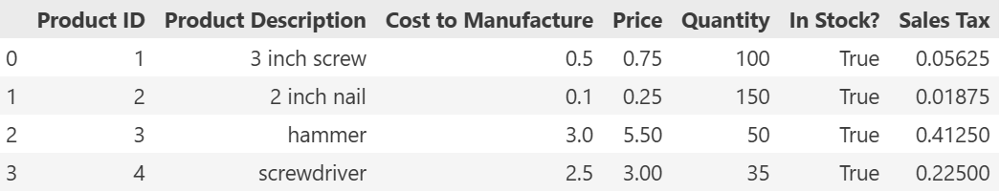 Product ID Product Description Cost to Manufacture Price Quantity In Stock? Sales Tax
0 1 3 inch screw 0.5 0.75 100 True 0.05625
1 2 2 inch nail 0.1 0.25 150 True 0.01875
2 3 hammer 3.0 5.50 50 True 0.41250
3 4 screwdriver 2.5 3.00 35 True 0.22500